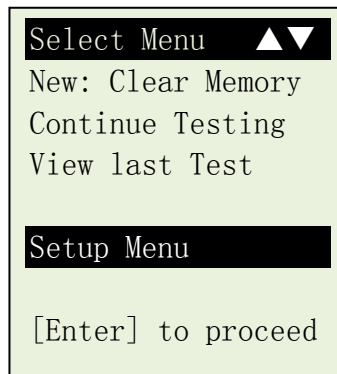 Select Menu ▲▼
New: Clear Memory
Continue Testing
View last Test
Setup Menu
[Enter] to proceed